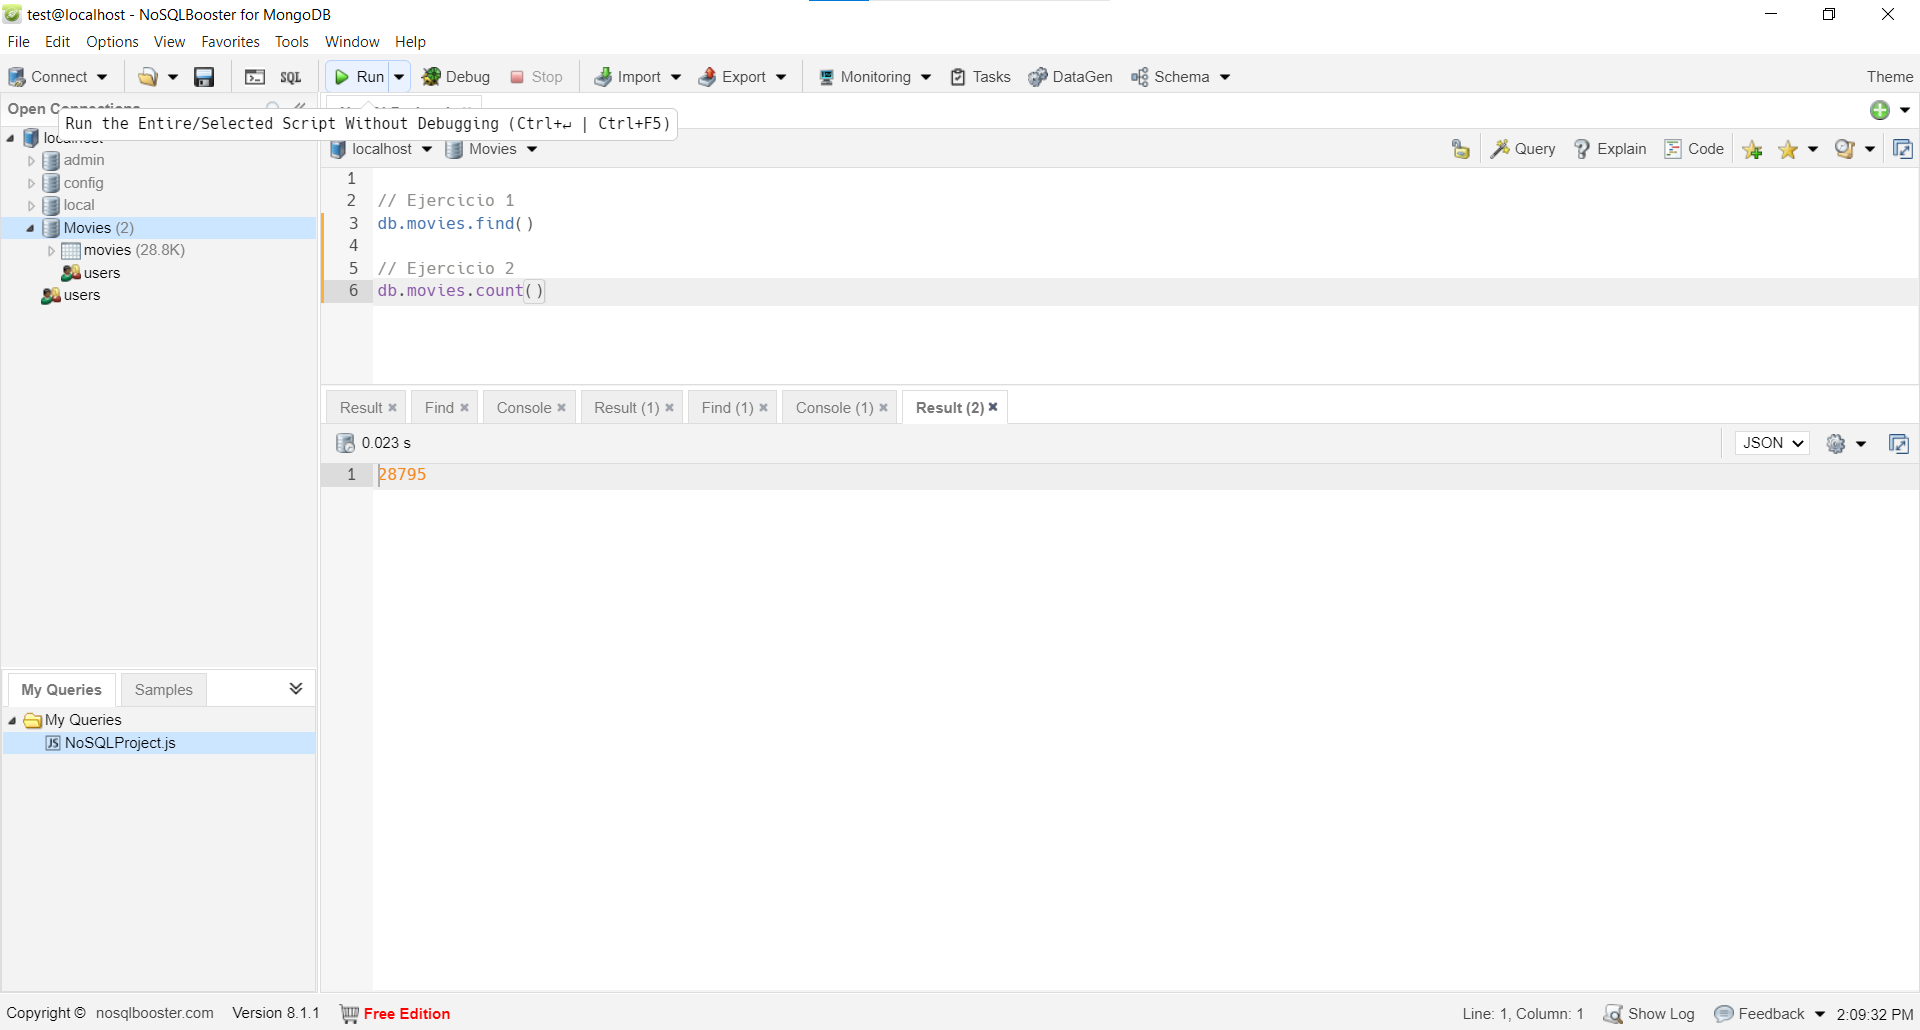 test@localhost - NoSQLBooster for MongoDB
File Edit Options View Favorites Tools Window Help
Connect SQL Run Debug Stop Import Export Monitoring Tasks DataGen Schema Theme
Open Connections
Run the Entire/Selected Script Without Debugging (Ctrl+↵ | Ctrl+F5)
localhost
admin
config
local
Movies (2)
movies (28.8K)
users
users
localhost Movies Query Explain Code
1
2 // Ejercicio 1
3 db.movies.find()
4
5 // Ejercicio 2
6 db.movies.count()
Result Find Console Result (1) Find (1) Console (1) Result (2)
0.023 s JSON
1 28795
My Queries Samples
My Queries
JS NoSQLProject.js
Copyright © nosqlbooster.com Version 8.1.1 Free Edition Line: 1, Column: 1 Show Log Feedback 2:09:32 PM